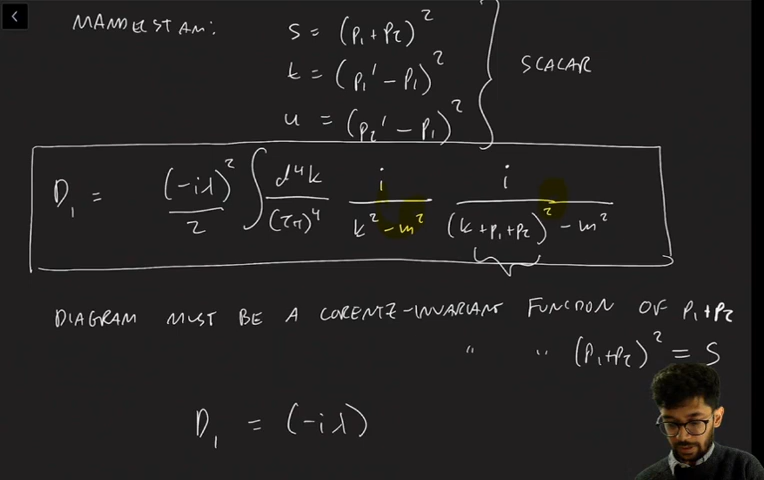 MANDELSTAM:
s = (p₁+p₂)²
t = (p₁' − p₁)²
u = (p₂' − p₁)²
SCALAR
D₁ = (-iλ)²/2 ∫ d⁴k/(2π)⁴ i/(k² − m²) i/((k+p₁+p₂)² − m²)
DIAGRAM MUST BE A LORENTZ-INVARIANT FUNCTION OF p₁+p₂
" " (p₁+p₂)² = s
D₁ = (-iλ)